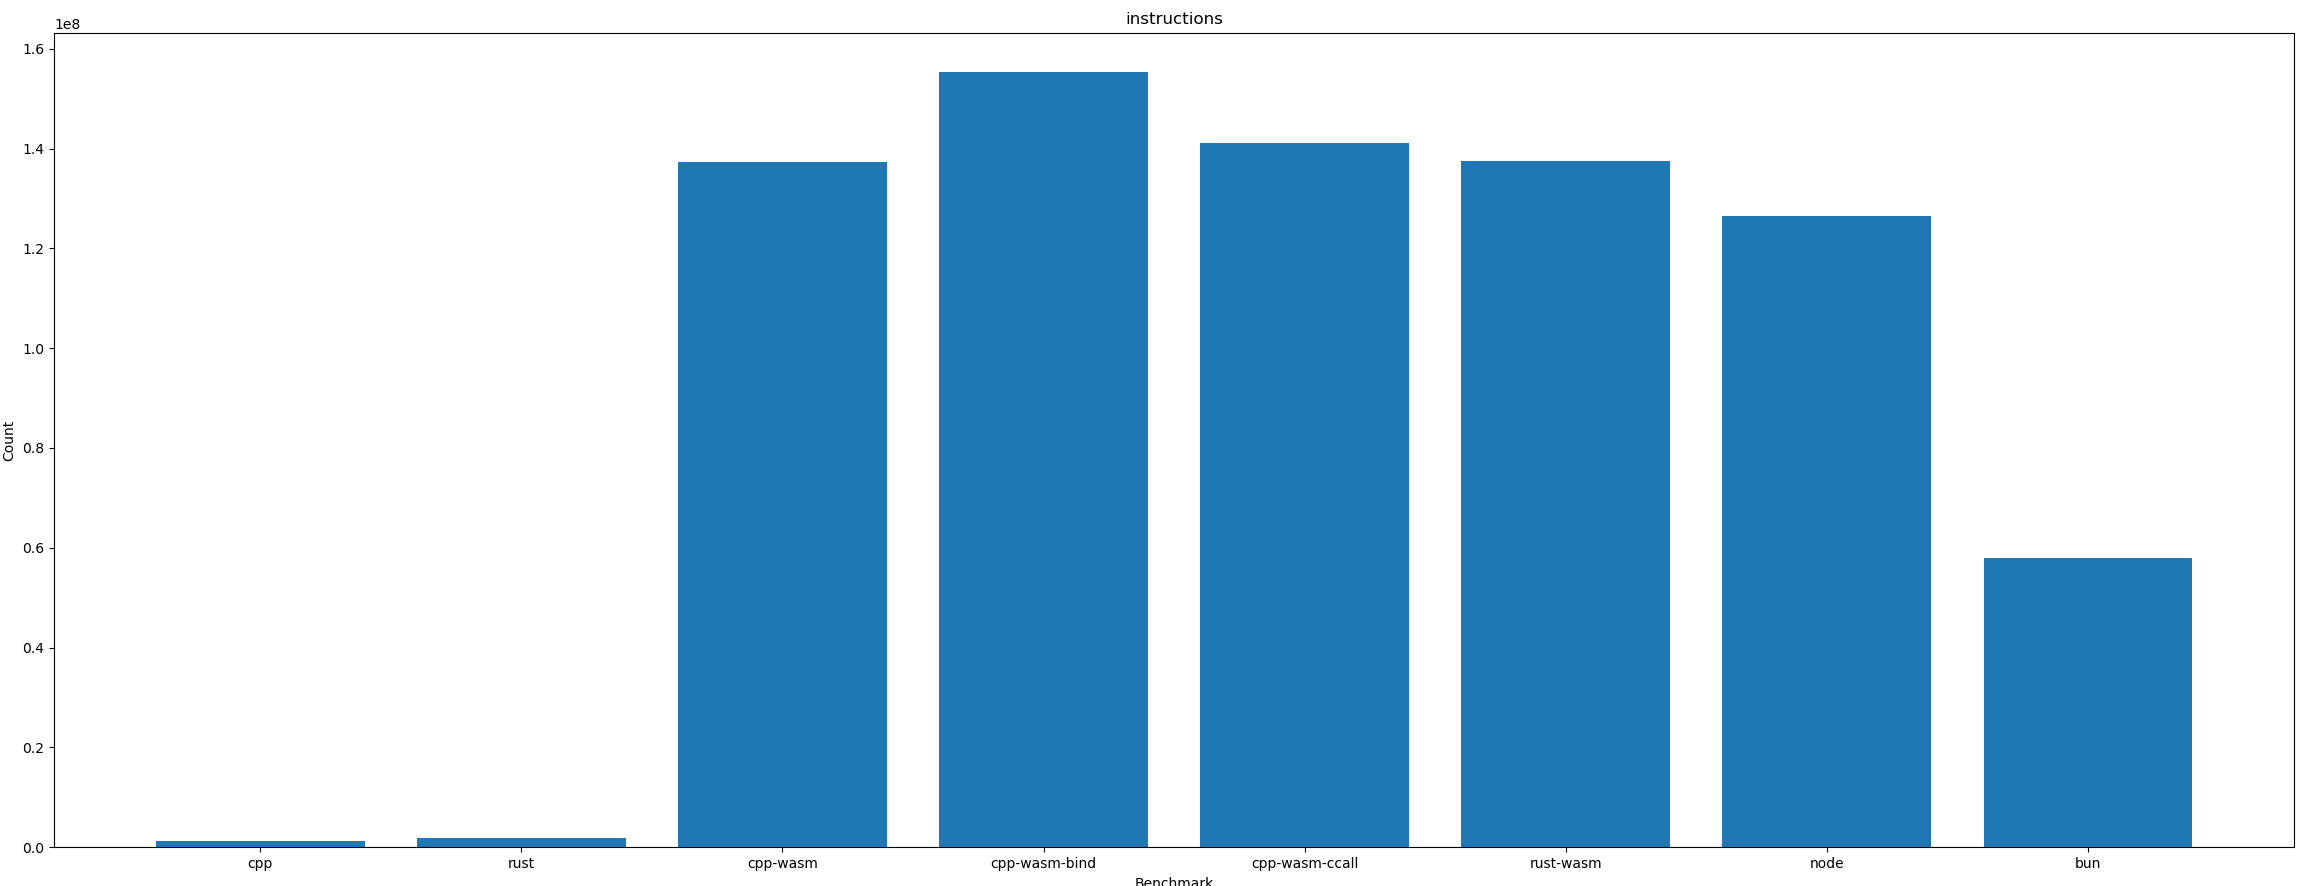 instructions
1e8
1.6
1.4
1.2
1.0
0.8
0.6
0.4
0.2
0.0
Count
cpp rust cpp-wasm cpp-wasm-bind cpp-wasm-ccall rust-wasm node bun
Benchmark